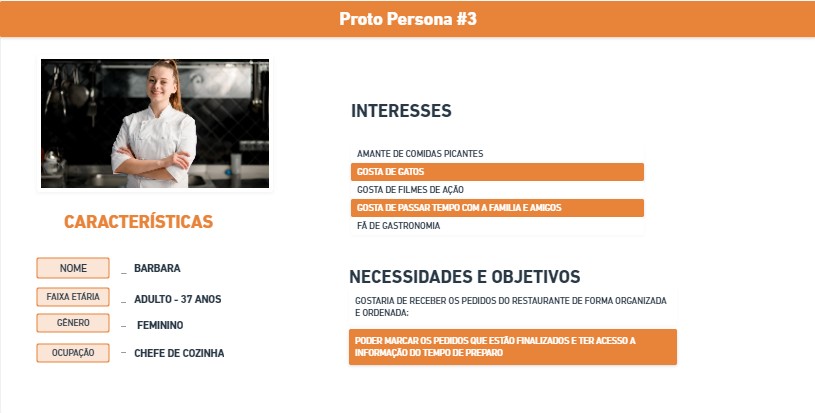 Proto Persona #3
CARACTERÍSTICAS
NOME _ BARBARA
FAIXA ETÁRIA _ ADULTO - 37 ANOS
GÊNERO _ FEMININO
OCUPAÇÃO _ CHEFE DE COZINHA
INTERESSES
AMANTE DE COMIDAS PICANTES
GOSTA DE GATOS
GOSTA DE FILMES DE AÇÃO
GOSTA DE PASSAR TEMPO COM A FAMILIA E AMIGOS
FÃ DE GASTRONOMIA
NECESSIDADES E OBJETIVOS
GOSTARIA DE RECEBER OS PEDIDOS DO RESTAURANTE DE FORMA ORGANIZADA
E ORDENADA;
PODER MARCAR OS PEDIDOS QUE ESTÃO FINALIZADOS E TER ACESSO A
INFORMAÇÃO DO TEMPO DE PREPARO